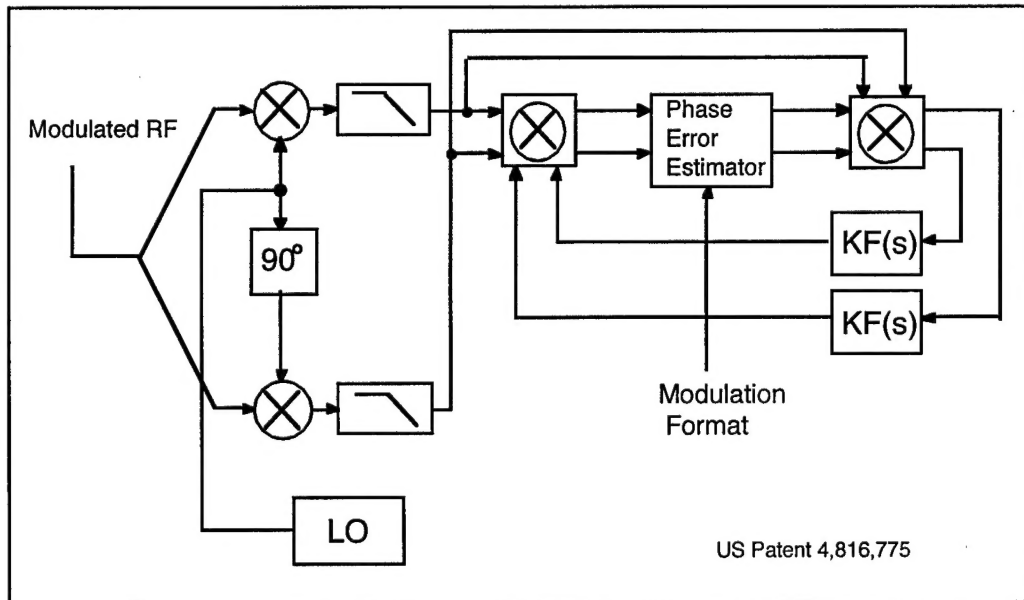 Modulated RF
90°
LO
Phase
Error
Estimator
KF(s)
KF(s)
Modulation
Format
US Patent 4,816,775